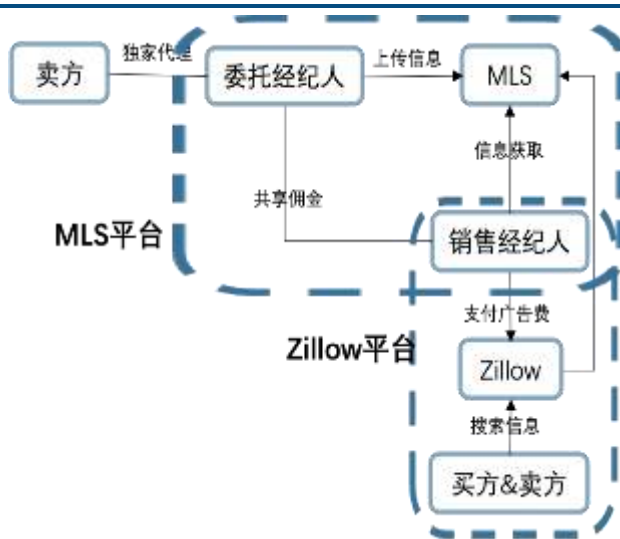 卖方
独家代理
委托经纪人
上传信息
MLS
信息获取
共享佣金
MLS平台
销售经纪人
支付广告费
Zillow平台
Zillow
搜索信息
买方&卖方